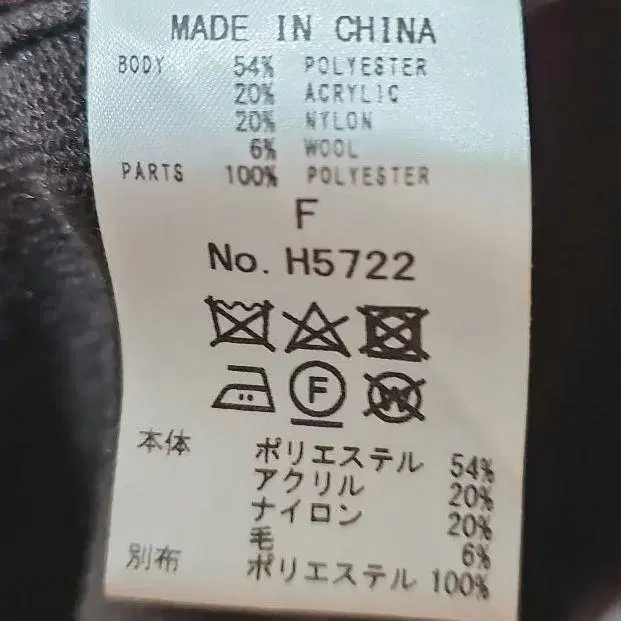 MADE IN CHINA
BODY 54% POLYESTER
20% ACRYLIC
20% NYLON
6% WOOL
PARTS 100% POLYESTER
F
No. H5722
F W
本体 ポリエステル 54%
アクリル 20%
ナイロン 20%
毛 6%
別布 ポリエステル 100%